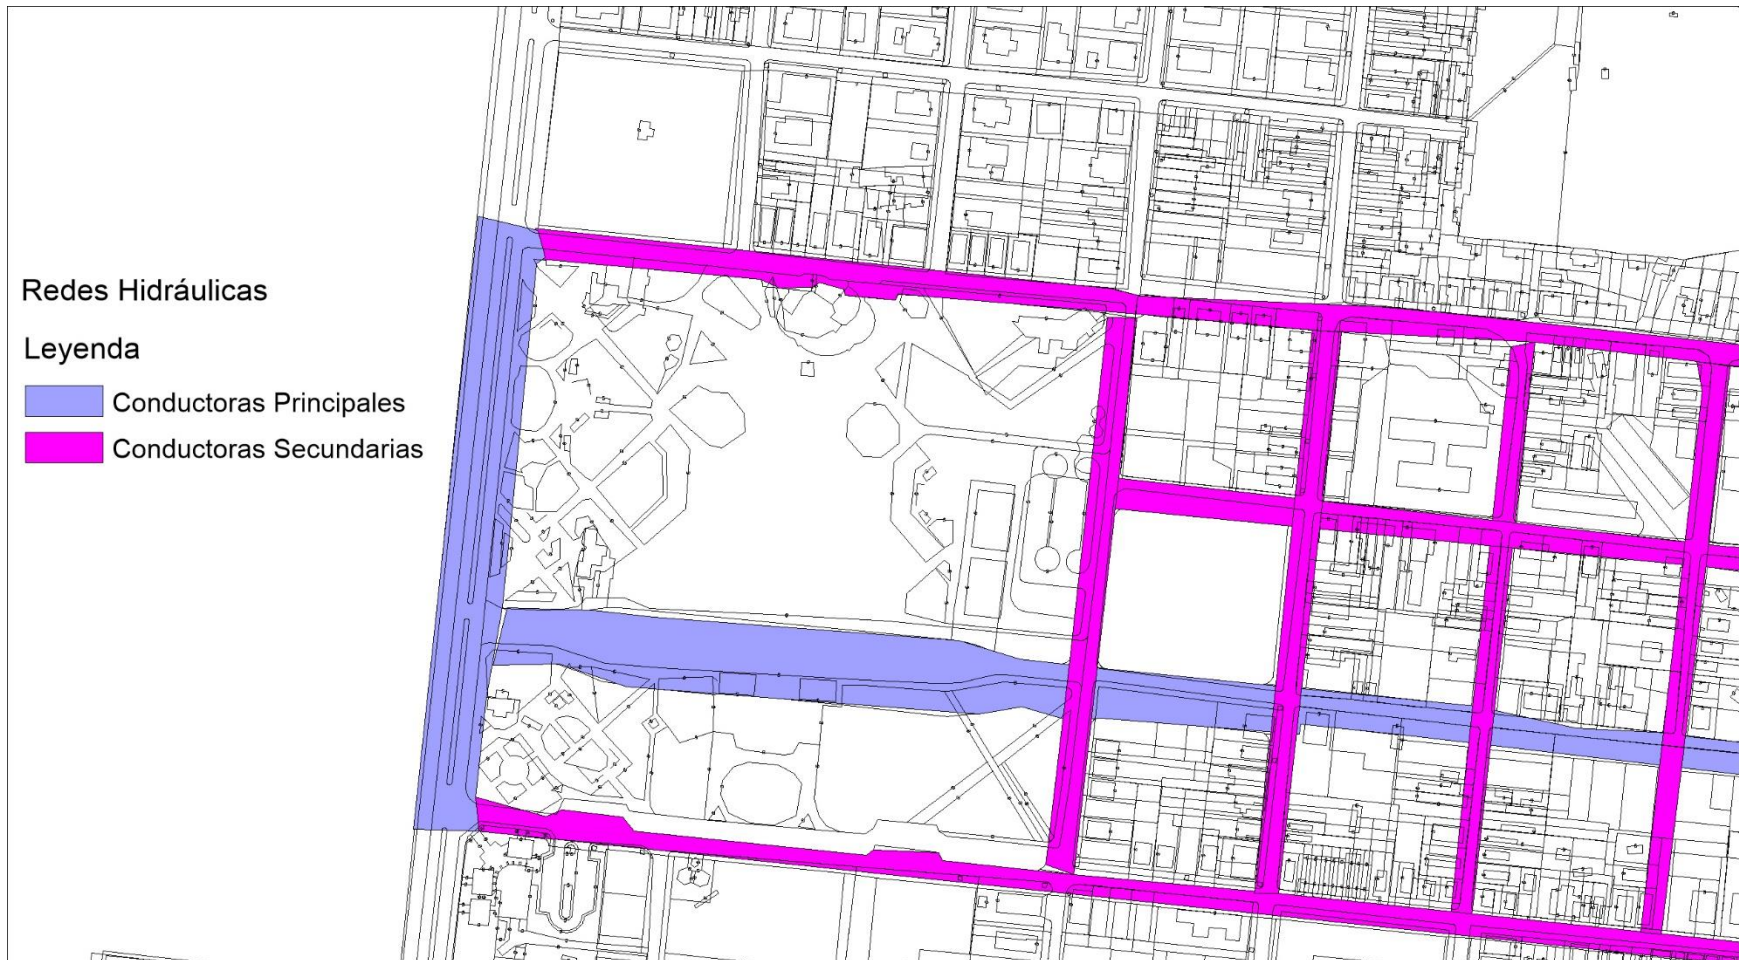 Redes Hidráulicas
Leyenda
Conductoras Principales
Conductoras Secundarias